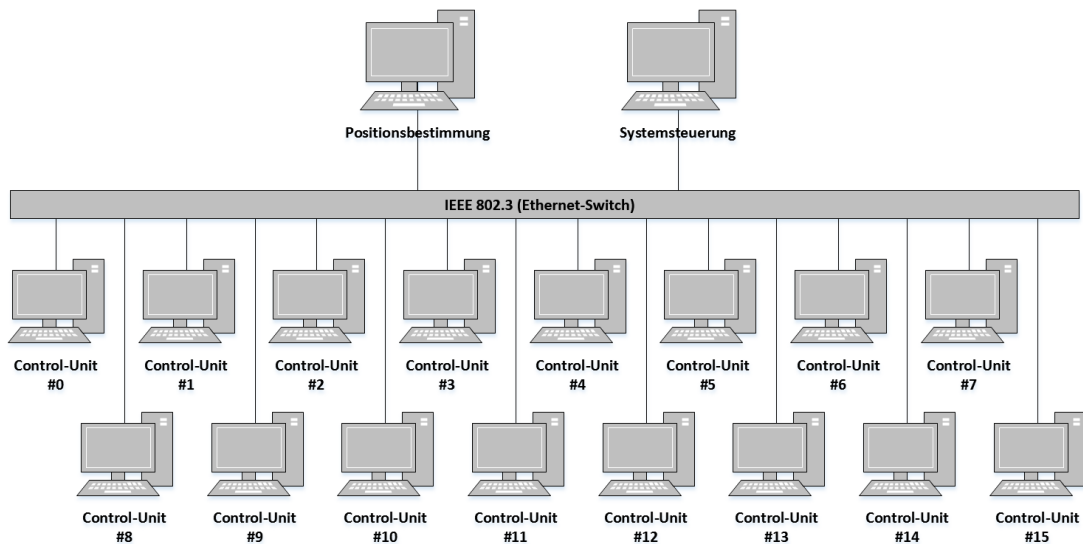 Positionsbestimmung
Systemsteuerung
IEEE 802.3 (Ethernet-Switch)
Control-Unit
#0
Control-Unit
#1
Control-Unit
#2
Control-Unit
#3
Control-Unit
#4
Control-Unit
#5
Control-Unit
#6
Control-Unit
#7
Control-Unit
#8
Control-Unit
#9
Control-Unit
#10
Control-Unit
#11
Control-Unit
#12
Control-Unit
#13
Control-Unit
#14
Control-Unit
#15